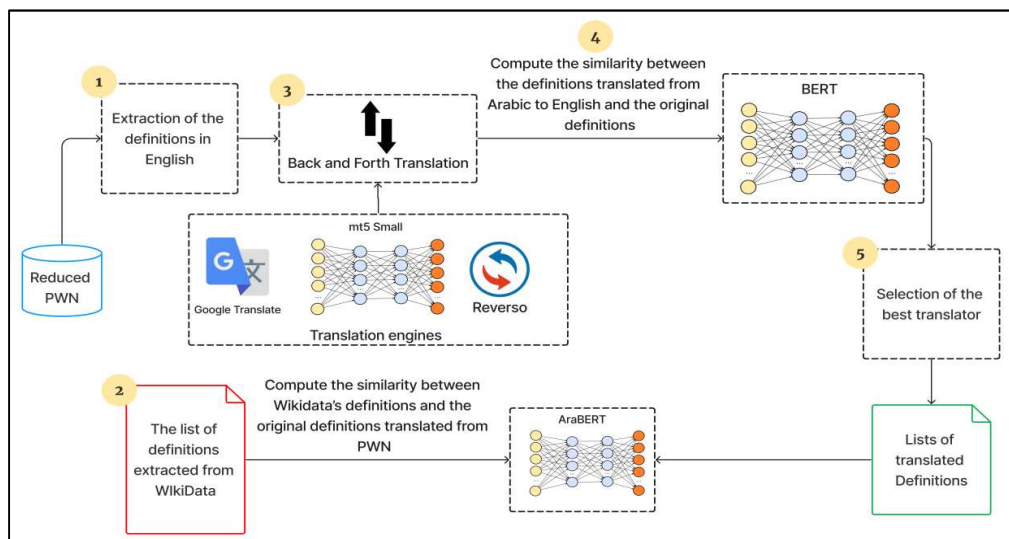 1
Extraction of the
definitions in
English
Reduced
PWN
3
Back and Forth Translation
4
Compute the similarity between
the definitions translated from
Arabic to English and the original
definitions
BERT
...
...
...
...
mt5 Small
...
...
...
...
G 文
Google Translate
Reverso
Translation engines
5
Selection of the
best translator
2
The list of
definitions
extracted from
WIkiData
Compute the similarity between
Wikidata's definitions and the
original definitions translated from
PWN
AraBERT
...
...
...
...
Lists of
translated
Definitions